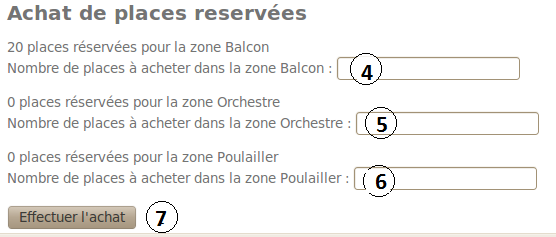 Achat de places reservées
20 places réservées pour la zone Balcon
Nombre de places à acheter dans la zone Balcon : 4
0 places réservées pour la zone Orchestre
Nombre de places à acheter dans la zone Orchestre : 5
0 places réservées pour la zone Poulailler
Nombre de places à acheter dans la zone Poulailler : 6
Effectuer l'achat 7